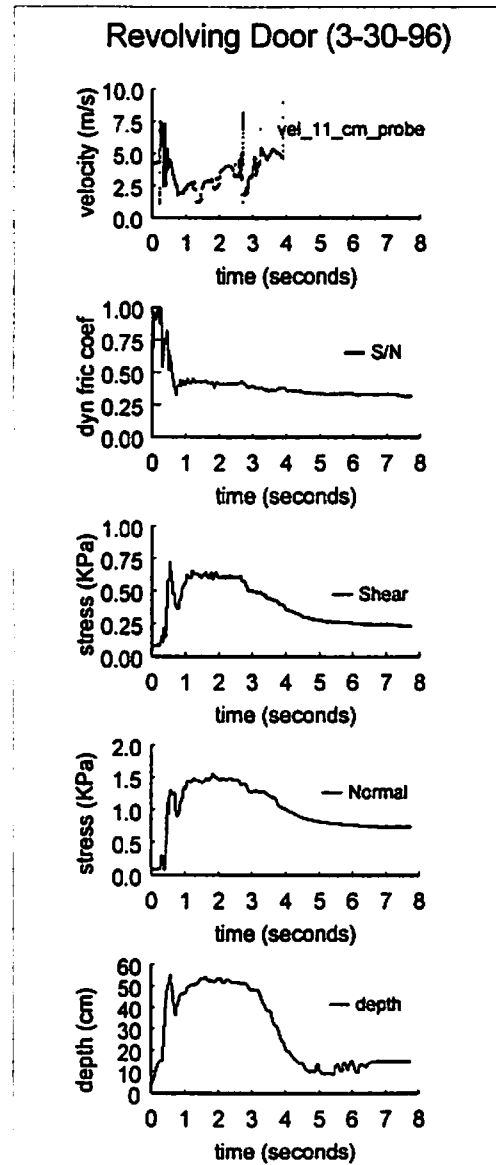 Revolving Door (3-30-96)
velocity (m/s)
10.0
7.5
5.0
2.5
0.0
vel_11_cm_probe
0 1 2 3 4 5 6 7 8
time (seconds)
dyn fric coef
1.00
0.75
0.50
0.25
0.00
S/N
0 1 2 3 4 5 6 7 8
time (seconds)
stress (KPa)
1.00
0.75
0.50
0.25
0.00
Shear
0 1 2 3 4 5 6 7 8
time (seconds)
stress (KPa)
2.0
1.5
1.0
0.5
0.0
Normal
0 1 2 3 4 5 6 7 8
time (seconds)
depth (cm)
60
50
40
30
20
10
0
depth
0 1 2 3 4 5 6 7 8
time (seconds)